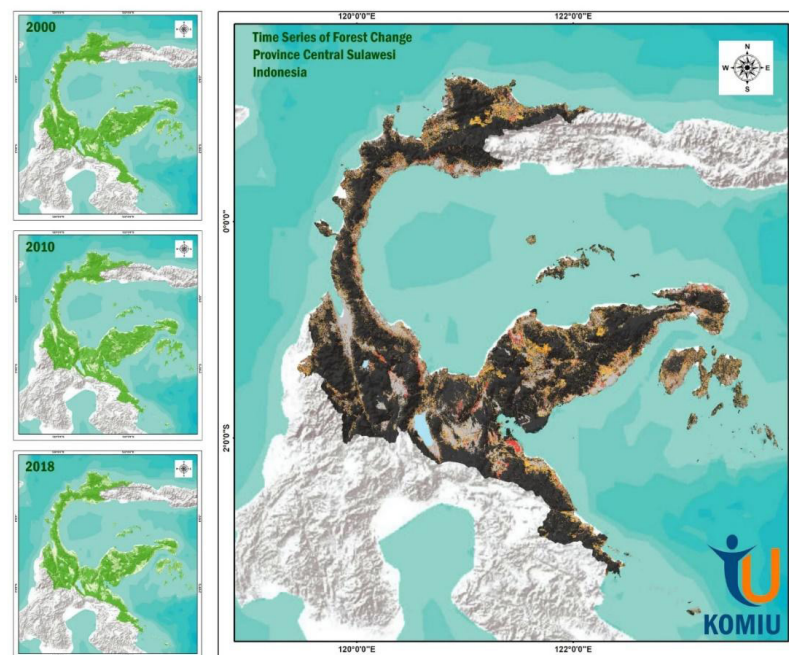 2000
2010
2018
120°0'0"E
122°0'0"E
Time Series of Forest Change
Province Central Sulawesi
Indonesia
N
W
E
S
0°0'0"
2°0'0"S
KOMIU
120°0'0"E
122°0'0"E